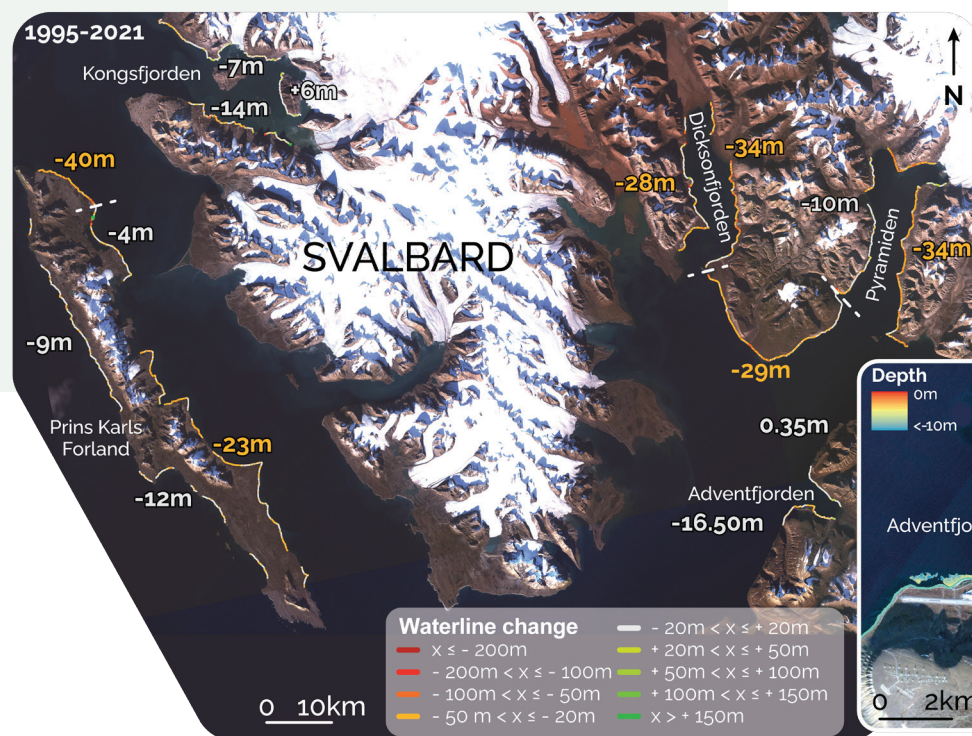 1995-2021
Kongsfjorden
-7m
+6m
-14m
N
-40m
-4m
-9m
Prins Karls
Forland
-23m
-12m
SVALBARD
-28m
Dicksonfjorden
-34m
-10m
Pyramiden
-34m
-29m
0.35m
Adventfjorden
-16.50m
Depth
0m
<-10m
Adventfjo
0 2km
Waterline change
x ≤ - 200m
- 200m < x ≤ - 100m
- 100m < x ≤ - 50m
- 50 m < x ≤ - 20m
- 20m < x ≤ + 20m
+ 20m < x ≤ + 50m
+ 50m < x ≤ + 100m
+ 100m < x ≤ + 150m
x > + 150m
0 10km